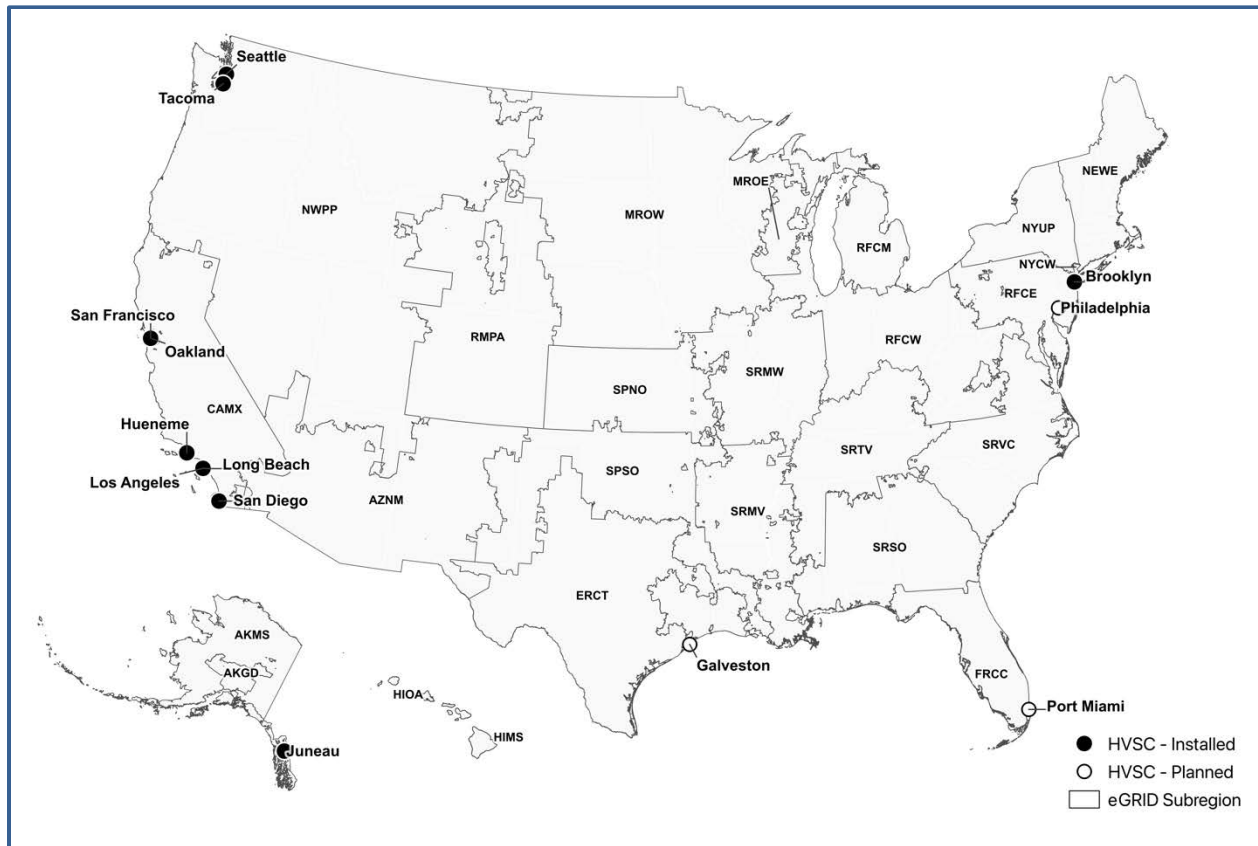 Seattle
Tacoma
NEWE
MROE
NWPP
MROW
NYUP
RFCM
NYCW
Brooklyn
RFCE
Philadelphia
San Francisco
Oakland
RMPA
RFCW
SRMW
SPNO
CAMX
Hueneme
SRVC
SRTV
Long Beach
Los Angeles
SPSO
San Diego
AZNM
SRMV
SRSO
ERCT
AKMS
Galveston
AKGD
FRCC
HIOA
Port Miami
HIMS
Juneau
HVSC - Installed
HVSC - Planned
eGRID Subregion